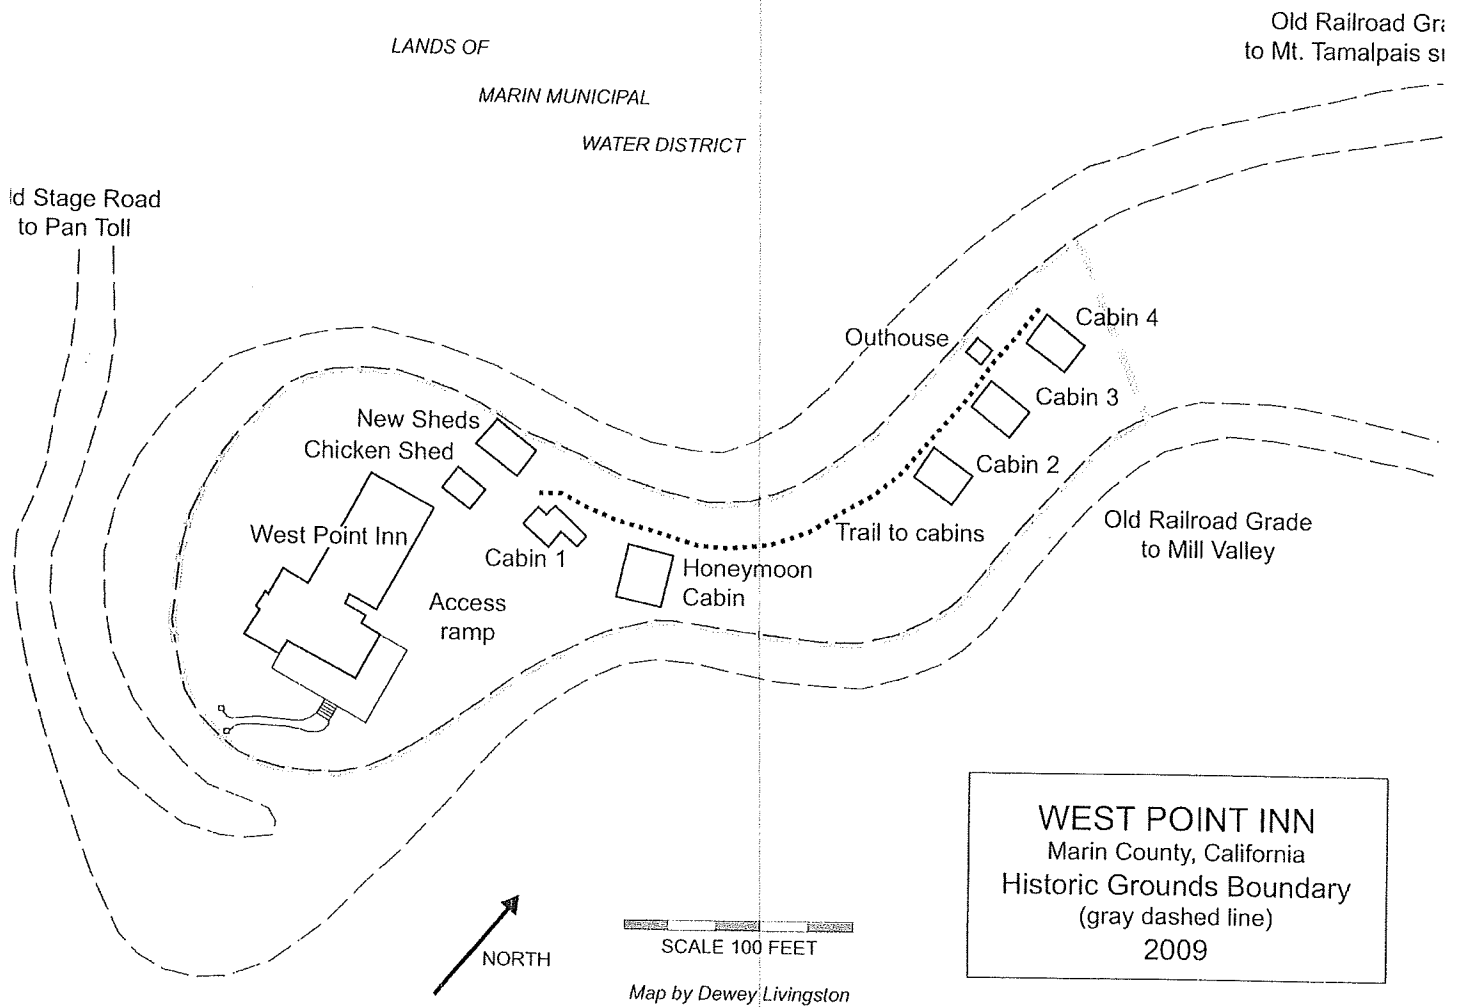 Old Railroad Gra
to Mt. Tamalpais
LANDS OF
MARIN MUNICIPAL
WATER DISTRICT
ld Stage Road
to Pan Toll
Outhouse
Cabin 4
Cabin 3
Cabin 2
New Sheds
Chicken Shed
West Point Inn
Cabin 1
Trail to cabins
Old Railroad Grade
to Mill Valley
Honeymoon
Cabin
Access
ramp
WEST POINT INN
Marin County, California
Historic Grounds Boundary
(gray dashed line)
2009
NORTH
SCALE 100 FEET
Map by Dewey Livingston